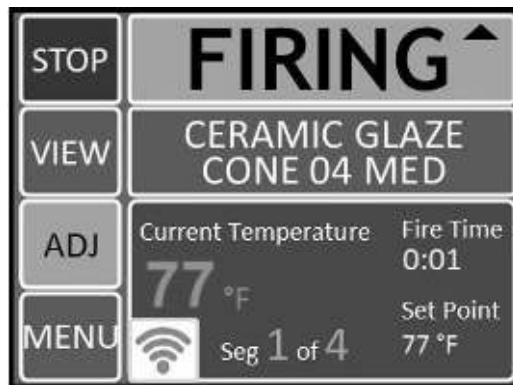 STOP
FIRING
VIEW
CERAMIC GLAZE
CONE 04 MED
ADJ
Current Temperature
77 °F
Fire Time
0:01
Set Point
77 °F
MENU
Seg 1 of 4